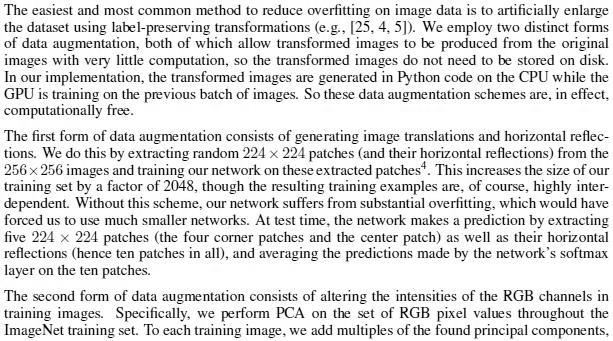 The easiest and most common method to reduce overfitting on image data is to artificially enlarge
the dataset using label-preserving transformations (e.g., [25, 4, 5]). We employ two distinct forms
of data augmentation, both of which allow transformed images to be produced from the original
images with very little computation, so the transformed images do not need to be stored on disk.
In our implementation, the transformed images are generated in Python code on the CPU while the
GPU is training on the previous batch of images. So these data augmentation schemes are, in effect,
computationally free.
The first form of data augmentation consists of generating image translations and horizontal reflec-
tions. We do this by extracting random 224 × 224 patches (and their horizontal reflections) from the
256×256 images and training our network on these extracted patches⁴. This increases the size of our
training set by a factor of 2048, though the resulting training examples are, of course, highly inter-
dependent. Without this scheme, our network suffers from substantial overfitting, which would have
forced us to use much smaller networks. At test time, the network makes a prediction by extracting
five 224 × 224 patches (the four corner patches and the center patch) as well as their horizontal
reflections (hence ten patches in all), and averaging the predictions made by the network's softmax
layer on the ten patches.
The second form of data augmentation consists of altering the intensities of the RGB channels in
training images. Specifically, we perform PCA on the set of RGB pixel values throughout the
ImageNet training set. To each training image, we add multiples of the found principal components,